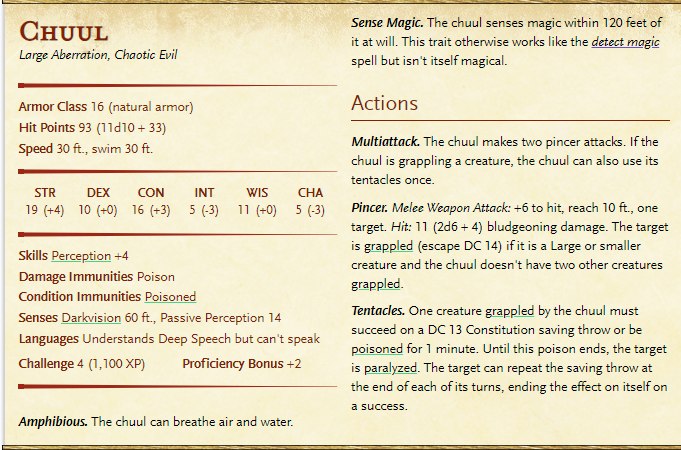 Chuul
Large Aberration, Chaotic Evil
Armor Class 16 (natural armor)
Hit Points 93 (11d10 + 33)
Speed 30 ft., swim 30 ft.
STR DEX CON INT WIS CHA
19 (+4) 10 (+0) 16 (+3) 5 (-3) 11 (+0) 5 (-3)
Skills Perception +4
Damage Immunities Poison
Condition Immunities Poisoned
Senses Darkvision 60 ft., Passive Perception 14
Languages Understands Deep Speech but can't speak
Challenge 4 (1,100 XP) Proficiency Bonus +2
Amphibious. The chuul can breathe air and water.
Sense Magic. The chuul senses magic within 120 feet of
it at will. This trait otherwise works like the detect magic
spell but isn't itself magical.
Actions
Multiattack. The chuul makes two pincer attacks. If the
chuul is grappling a creature, the chuul can also use its
tentacles once.
Pincer. Melee Weapon Attack: +6 to hit, reach 10 ft., one
target. Hit: 11 (2d6 + 4) bludgeoning damage. The target
is grappled (escape DC 14) if it is a Large or smaller
creature and the chuul doesn't have two other creatures
grappled.
Tentacles. One creature grappled by the chuul must
succeed on a DC 13 Constitution saving throw or be
poisoned for 1 minute. Until this poison ends, the target
is paralyzed. The target can repeat the saving throw at
the end of each of its turns, ending the effect on itself on
a success.